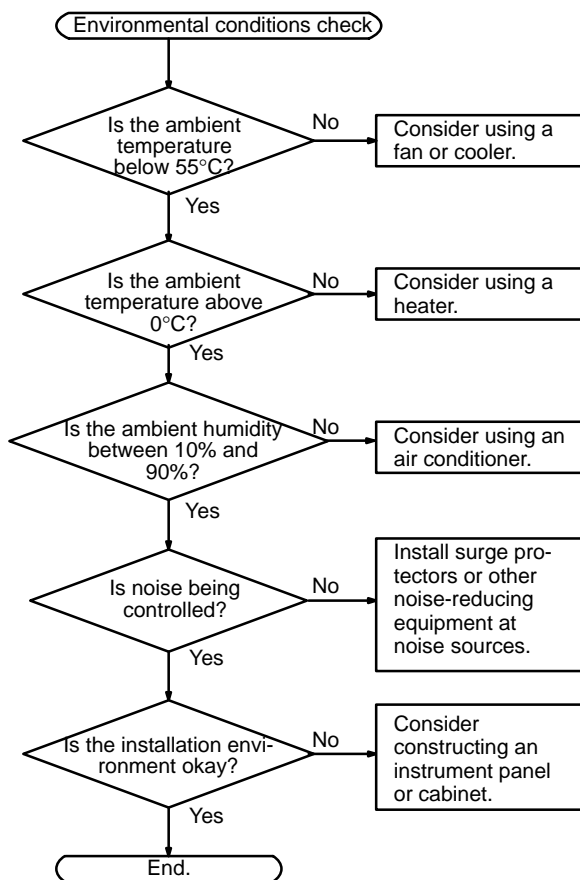 Environmental conditions check
Is the ambient
temperature
below 55°C?
No
Consider using a
fan or cooler.
Yes
Is the ambient
temperature above
0°C?
No
Consider using a
heater.
Yes
Is the ambient humidity
between 10% and
90%?
No
Consider using an
air conditioner.
Yes
Is noise being
controlled?
No
Install surge pro-
tectors or other
noise-reducing
equipment at
noise sources.
Yes
Is the installation envi-
ronment okay?
No
Consider
constructing an
instrument panel
or cabinet.
Yes
End.